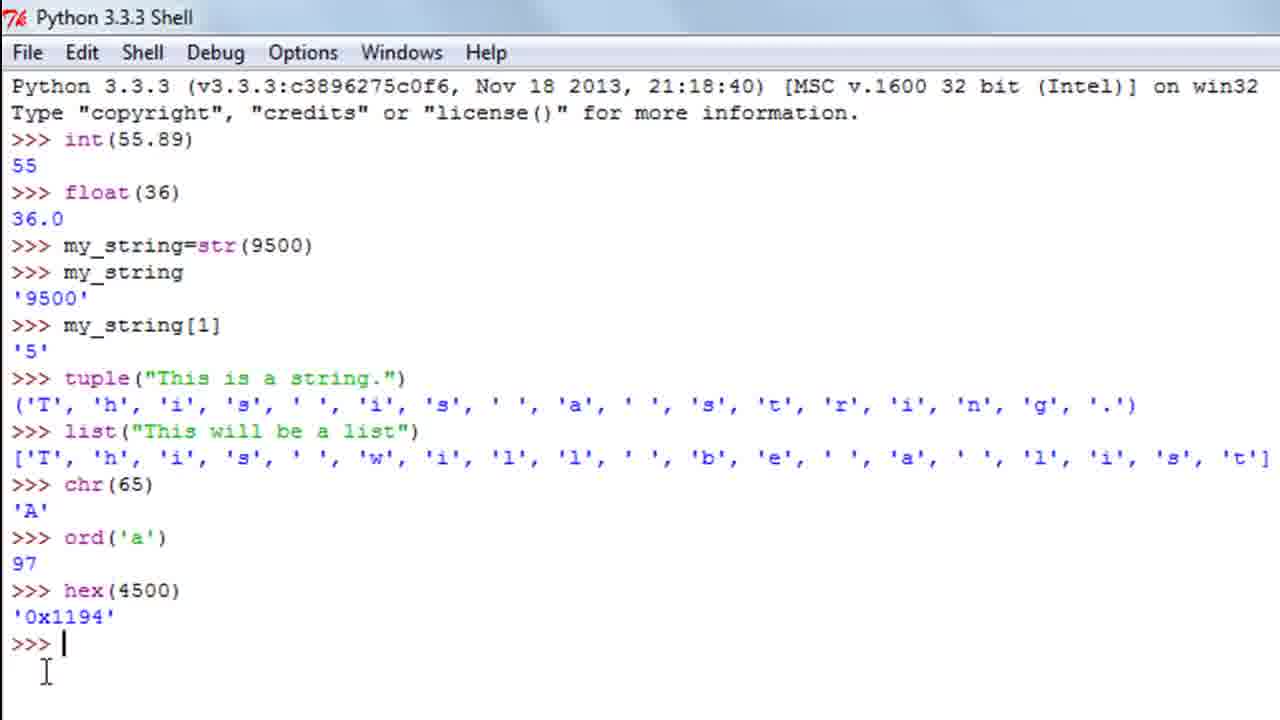 Python 3.3.3 Shell
File Edit Shell Debug Options Windows Help
Python 3.3.3 (v3.3.3:c3896275c0f6, Nov 18 2013, 21:18:40) [MSC v.1600 32 bit (Intel)] on win32
Type "copyright", "credits" or "license()" for more information.
>>> int(55.89)
55
>>> float(36)
36.0
>>> my_string=str(9500)
>>> my_string
'9500'
>>> my_string[1]
'5'
>>> tuple("This is a string.")
('T', 'h', 'i', 's', ' ', 'i', 's', ' ', 'a', ' ', 's', 't', 'r', 'i', 'n', 'g', '.')
>>> list("This will be a list")
['T', 'h', 'i', 's', ' ', 'w', 'i', 'l', 'l', ' ', 'b', 'e', ' ', 'a', ' ', 'l', 'i', 's', 't']
>>> chr(65)
'A'
>>> ord('a')
97
>>> hex(4500)
'0x1194'
>>>